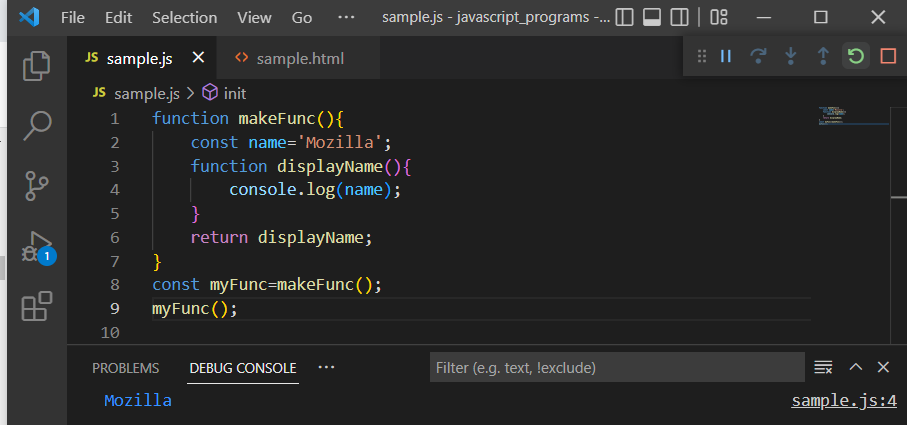 File Edit Selection View Go ··· sample.js - javascript_programs -...
JS sample.js × <> sample.html
JS sample.js > init
1 function makeFunc(){
2 const name='Mozilla';
3 function displayName(){
4 console.log(name);
5 }
6 return displayName;
7 }
8 const myFunc=makeFunc();
9 myFunc();
10
1
PROBLEMS DEBUG CONSOLE ··· Filter (e.g. text, !exclude)
Mozilla sample.js:4